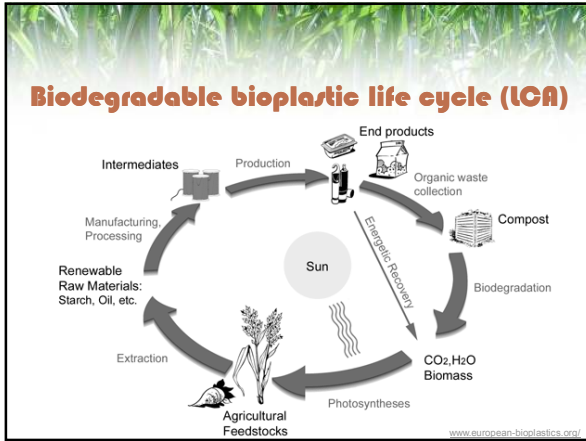 Biodegradable bioplastic life cycle (LCA)
End products
Intermediates
Production
Organic waste
collection
Compost
Manufacturing,
Processing
Energetic Recovery
Sun
Renewable
Raw Materials:
Starch, Oil, etc.
Biodegradation
Extraction
CO2,H2O
Biomass
Photosyntheses
Agricultural
Feedstocks
www.european-bioplastics.org/